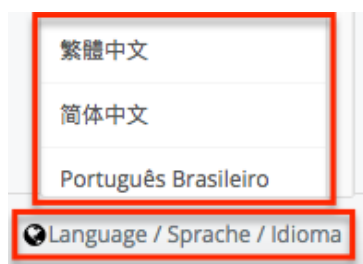 繁體中文
简体中文
Português Brasileiro
Language / Sprache / Idioma